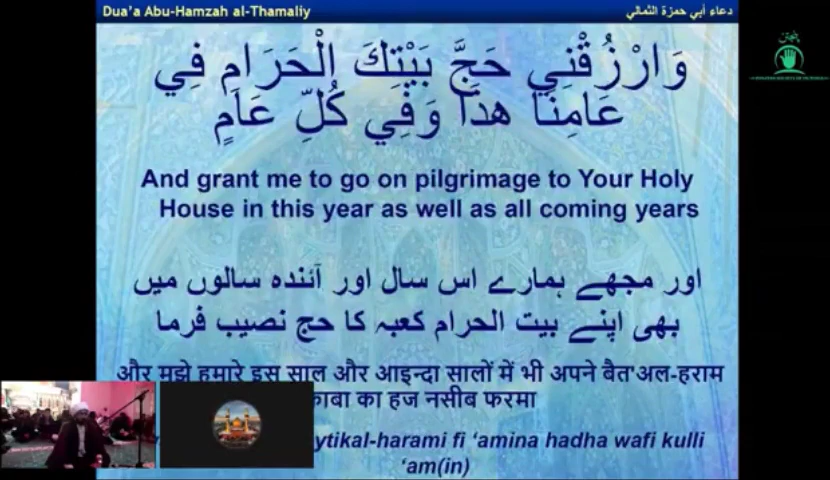 Dua'a Abu-Hamzah al-Thamaliy
دعاء أبي حمزة الثمالي
وَارْزُقْنِي حَجَّ بَيْتِكَ الْحَرَامِ فِي
عَامِنَا هٰذَا وَفِي كُلِّ عَامٍ
And grant me to go on pilgrimage to Your Holy
House in this year as well as all coming years
اور مجھے ہمارے اس سال اور آئندہ سالوں میں
بھی اپنے بیت الحرام کعبہ کا حج نصیب فرما
और मुझे हमारे इस साल और आइन्दा सालों में भी अपने बैत'अल-हराम
काबा का हज नसीब फरमा
ytikal-harami fi ‘amina hadha wafi kulli
‘am(in)